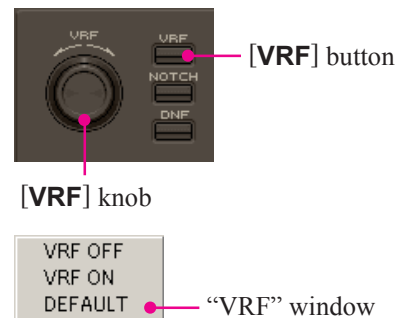 VRF
VRF
[VRF] button
NOTCH
DNF
[VRF] knob
VRF OFF
VRF ON
DEFAULT
“VRF” window